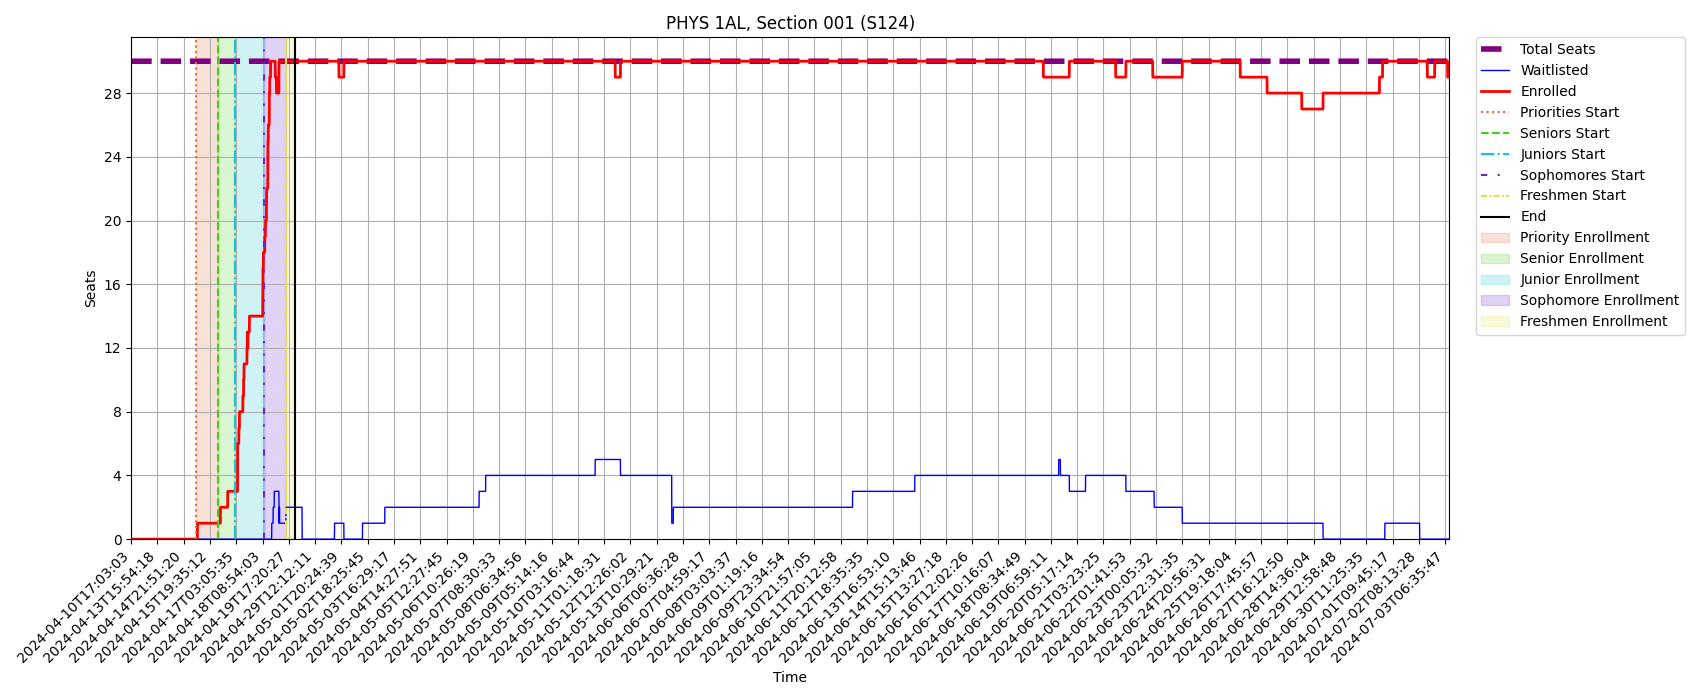 PHYS 1AL, Section 001 (S124)
Total Seats
Waitlisted
Enrolled
Priorities Start
Seniors Start
Juniors Start
Sophomores Start
Freshmen Start
End
Priority Enrollment
Senior Enrollment
Junior Enrollment
Sophomore Enrollment
Freshmen Enrollment
Seats
28
24
20
16
12
8
4
0
2024-04-10T17:03:03
2024-04-13T15:54:18
2024-04-14T21:51:20
2024-04-15T19:35:12
2024-04-17T03:05:35
2024-04-18T08:54:03
2024-04-19T17:20:27
2024-04-29T12:12:11
2024-05-01T20:24:39
2024-05-02T18:25:45
2024-05-03T16:29:17
2024-05-04T14:27:51
2024-05-05T12:27:45
2024-05-06T10:26:19
2024-05-07T08:30:33
2024-05-08T06:34:56
2024-05-09T05:14:16
2024-05-10T03:16:44
2024-05-11T01:18:31
2024-05-12T12:26:02
2024-05-13T10:29:21
2024-06-06T06:36:28
2024-06-07T04:59:17
2024-06-08T03:03:37
2024-06-09T01:19:16
2024-06-09T23:34:54
2024-06-10T21:57:05
2024-06-11T20:12:58
2024-06-12T18:35:35
2024-06-13T16:53:10
2024-06-14T15:13:46
2024-06-15T13:27:18
2024-06-16T12:02:26
2024-06-17T10:16:07
2024-06-18T08:34:49
2024-06-19T06:59:11
2024-06-20T05:17:14
2024-06-21T03:23:25
2024-06-22T01:41:53
2024-06-23T00:05:32
2024-06-23T22:31:35
2024-06-24T20:56:31
2024-06-25T19:18:04
2024-06-26T17:45:57
2024-06-27T16:12:50
2024-06-28T14:36:04
2024-06-29T12:58:48
2024-06-30T11:25:35
2024-07-01T09:45:17
2024-07-02T08:13:28
2024-07-03T06:35:47
Time